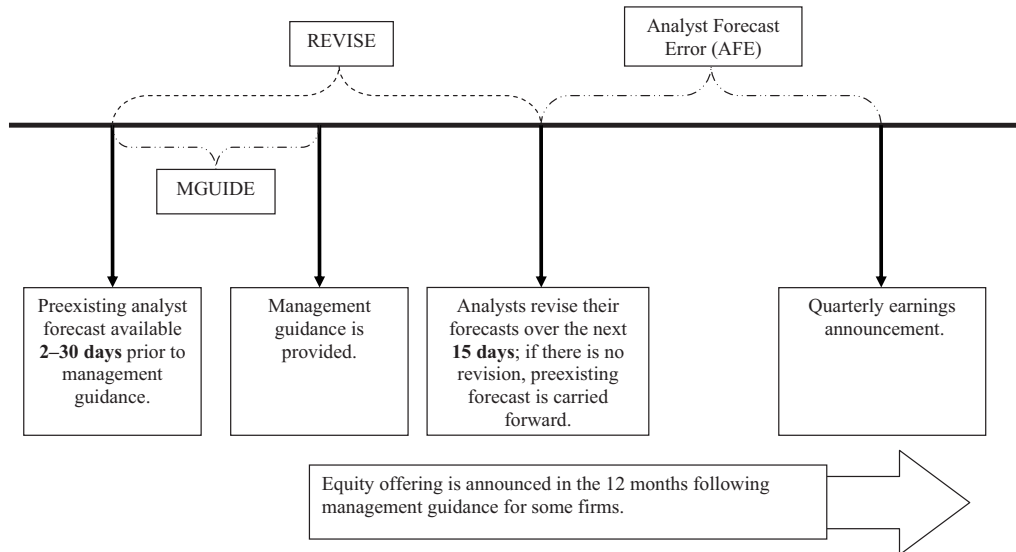 REVISE
Analyst Forecast
Error (AFE)
MGUIDE
Preexisting analyst
forecast available
2–30 days prior to
management
guidance.
Management
guidance is
provided.
Analysts revise their
forecasts over the next
15 days; if there is no
revision, preexisting
forecast is carried
forward.
Quarterly earnings
announcement.
Equity offering is announced in the 12 months following
management guidance for some firms.